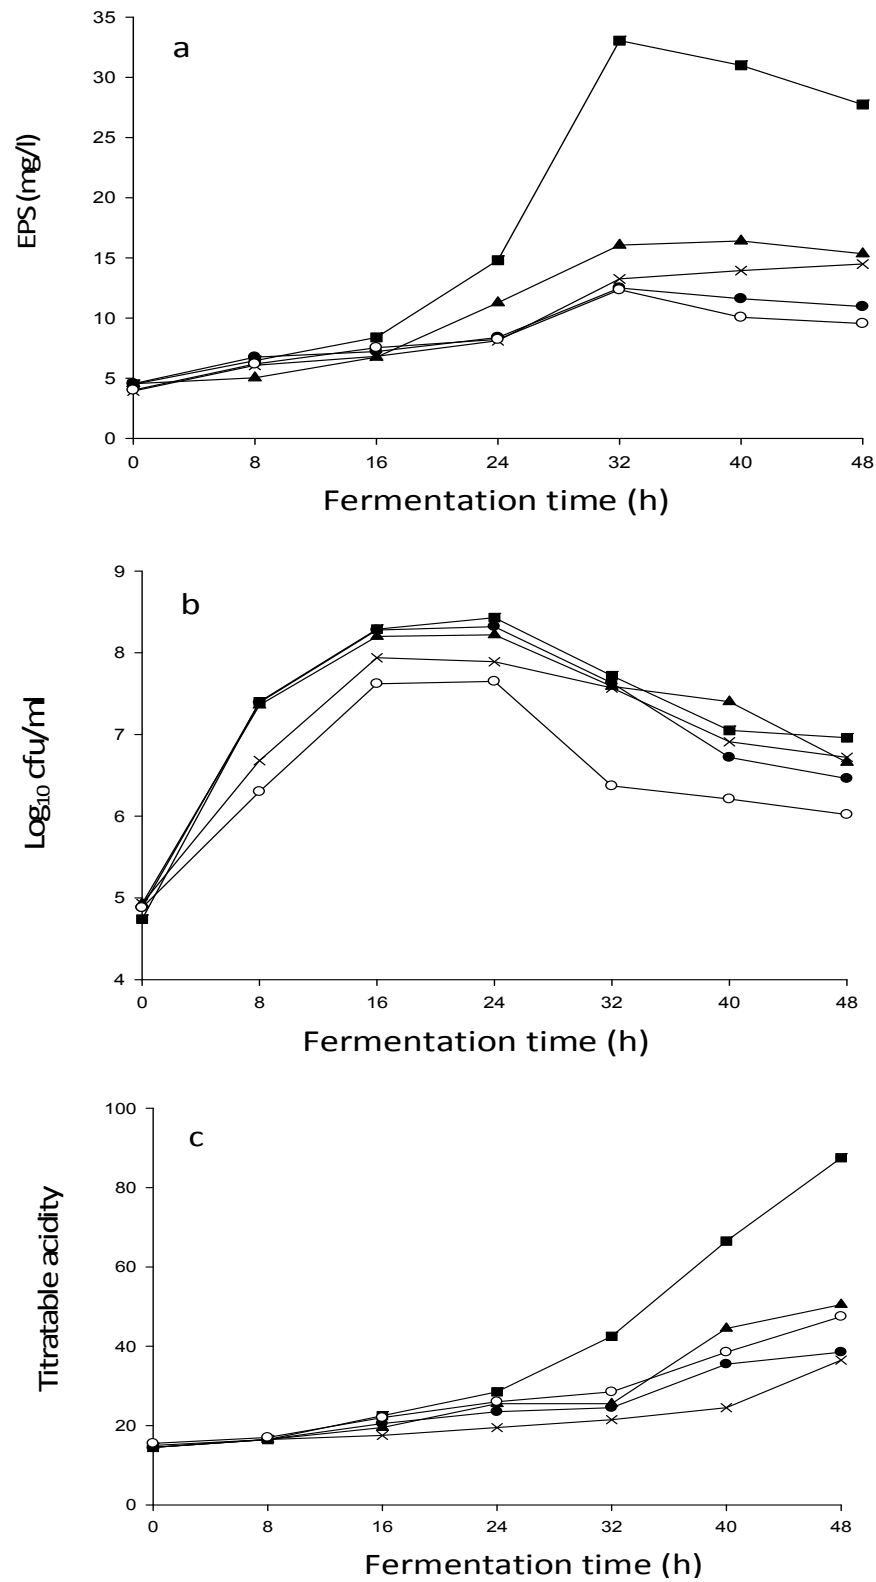 a
35
30
25
20
15
10
5
0
EPS (mg/l)
0 8 16 24 32 40 48
Fermentation time (h)
b
9
8
7
6
5
4
Log₁₀ cfu/ml
0 8 16 24 32 40 48
Fermentation time (h)
c
100
80
60
40
20
0
Titratable acidity
0 8 16 24 32 40 48
Fermentation time (h)